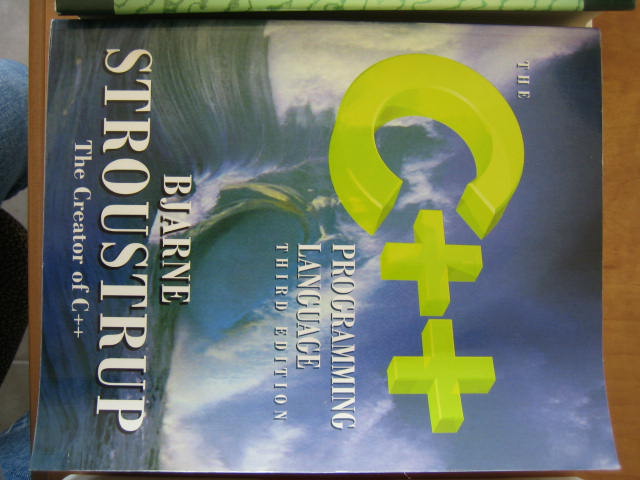 THE
C++
PROGRAMMING
LANGUAGE
THIRD EDITION
BJARNE
STROUSTRUP
The Creator of C++